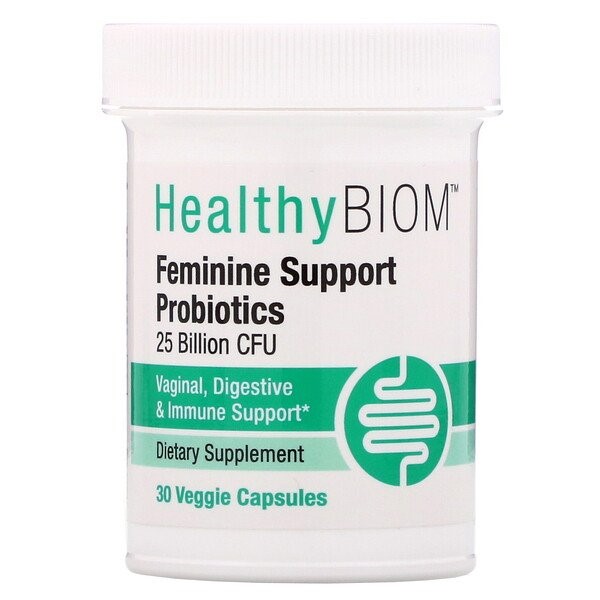 HealthyBIOM™
Feminine Support
Probiotics
25 Billion CFU
Vaginal, Digestive
& Immune Support*
Dietary Supplement
30 Veggie Capsules